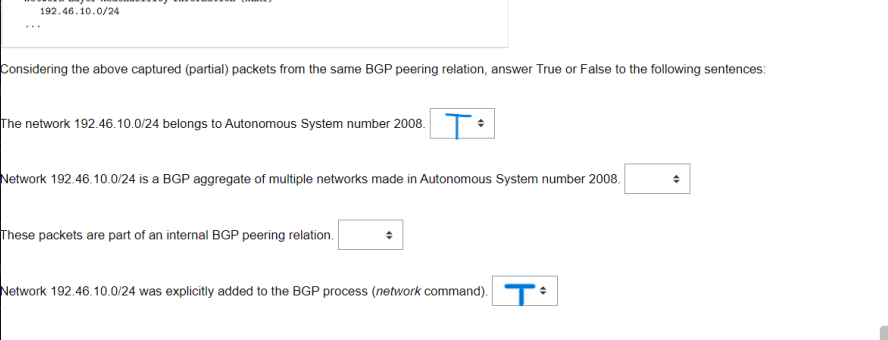 192.46.10.0/24
...
Considering the above captured (partial) packets from the same BGP peering relation, answer True or False to the following sentences:
The network 192.46.10.0/24 belongs to Autonomous System number 2008. T
Network 192.46.10.0/24 is a BGP aggregate of multiple networks made in Autonomous System number 2008.
These packets are part of an internal BGP peering relation.
Network 192.46.10.0/24 was explicitly added to the BGP process (network command). T